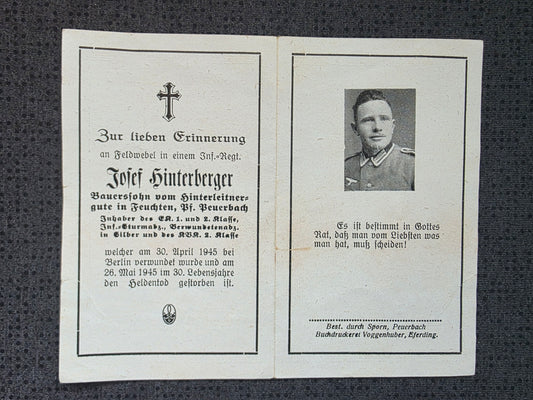 Zur lieben Erinnerung
an Feldwebel in einem Inf.-Regt.
Josef Hinterberger
Bauerssohn vom Hinterleitner-
gute in Feuchten, Pf. Peuerbach
Inhaber des EK. 1. und 2. Klasse,
Inf.-Sturmabz., Verwundetenabz.
in Silber und des KVK. 2. Klasse
welcher am 30. April 1945 bei
Berlin verwundet wurde und am
26. Mai 1945 im 30. Lebensjahre
den Heldentod gestorben ist.
Es ist bestimmt in Gottes
Rat, daß man vom Liebsten was
man hat, muß scheiden!
Best. durch Sporn, Peuerbach
Buchdruckerei Voggenhuber, Eferding.